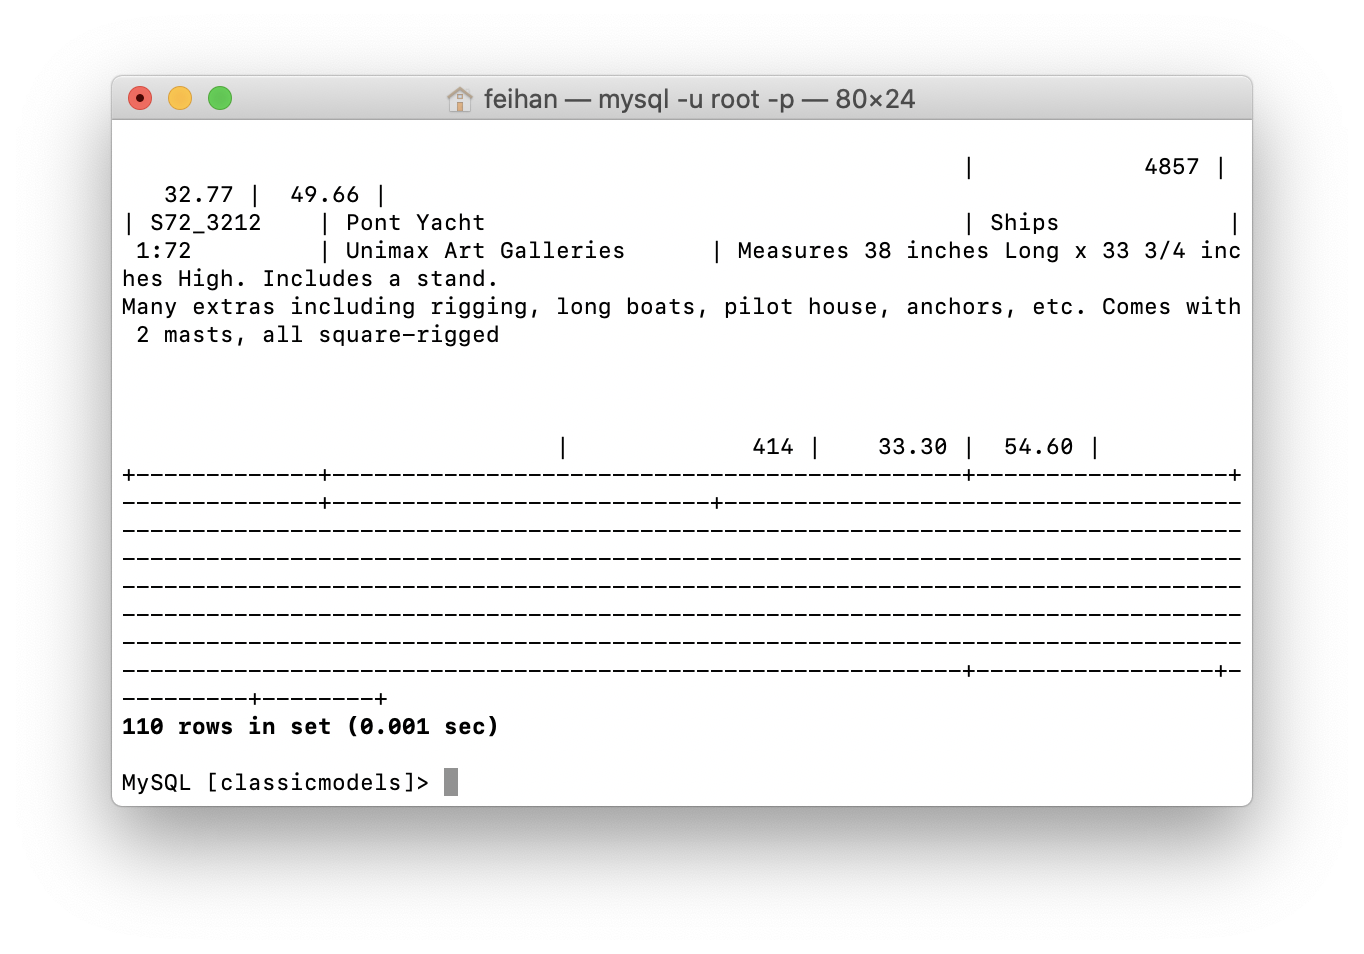 feihan — mysql -u root -p — 80×24
| 4857 |
32.77 | 49.66 |
| S72_3212 | Pont Yacht | Ships |
1:72 | Unimax Art Galleries | Measures 38 inches Long x 33 3/4 inc
hes High. Includes a stand.
Many extras including rigging, long boats, pilot house, anchors, etc. Comes with
2 masts, all square-rigged
| 414 | 33.30 | 54.60 |
+-------------+---------------------------------------------+------------------+
--------------+---------------------------+-------------------------------------
--------------------------------------------------------------------------------
--------------------------------------------------------------------------------
--------------------------------------------------------------------------------
--------------------------------------------------------------------------------
--------------------------------------------------------------------------------
------------------------------------------------------------+-----------------+-
---------+--------+
110 rows in set (0.001 sec)
MySQL [classicmodels]>